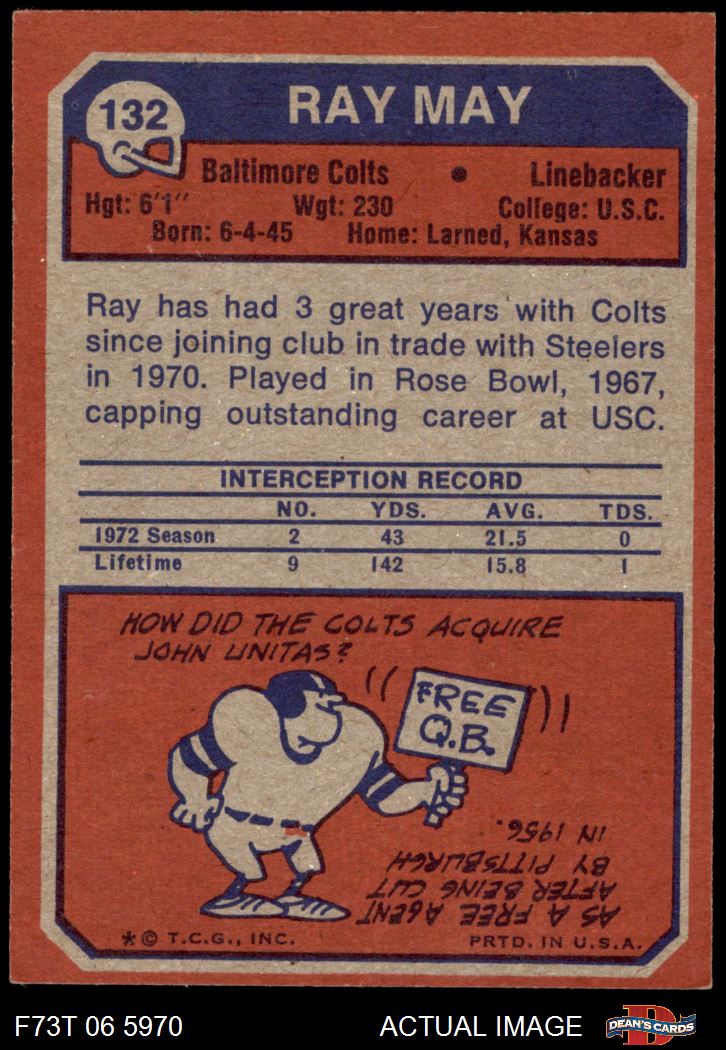 132
RAY MAY
Baltimore Colts • Linebacker
Hgt: 6'1" Wgt: 230 College: U.S.C.
Born: 6-4-45 Home: Larned, Kansas
Ray has had 3 great years with Colts
since joining club in trade with Steelers
in 1970. Played in Rose Bowl, 1967,
capping outstanding career at USC.
INTERCEPTION RECORD
NO. YDS. AVG. TDS.
1972 Season 2 43 21.5 0
Lifetime 9 142 15.8 1
HOW DID THE COLTS ACQUIRE
JOHN UNITAS?
FREE
Q.B.
AS A FREE AGENT
AFTER BEING CUT
BY PITTSBURGH
IN 1956.
* © T.C.G., INC. PRTD. IN U.S.A.
F73T 06 5970 ACTUAL IMAGE D DEAN'S CARDS